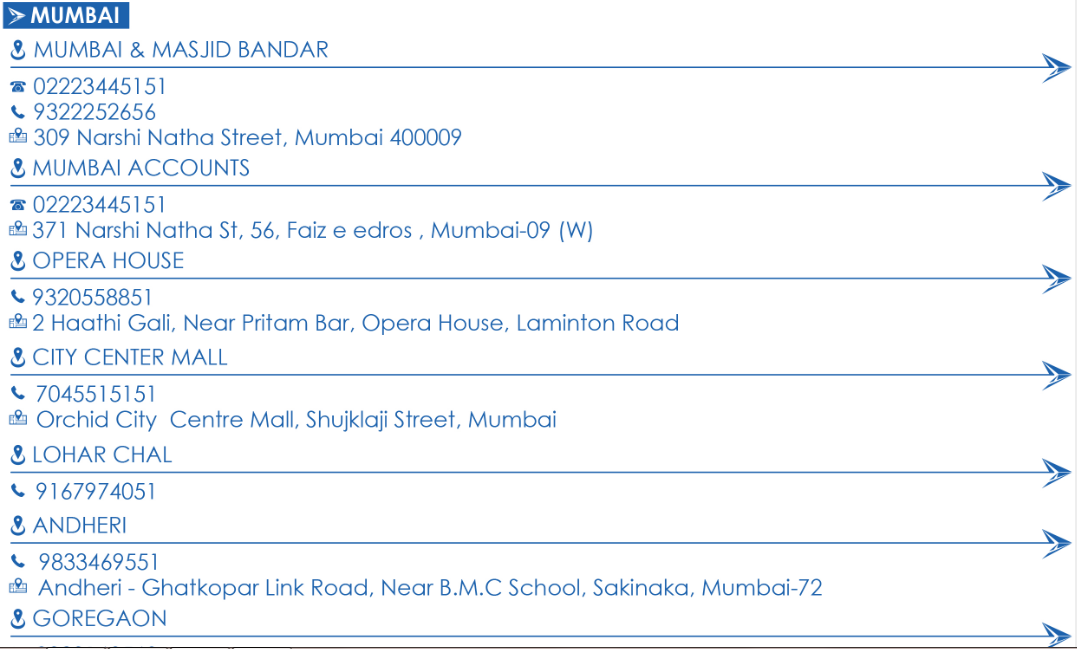 MUMBAI
MUMBAI & MASJID BANDAR
02223445151
9322252656
309 Narshi Natha Street, Mumbai 400009
MUMBAI ACCOUNTS
02223445151
371 Narshi Natha St, 56, Faiz e edros , Mumbai-09 (W)
OPERA HOUSE
9320558851
2 Haathi Gali, Near Pritam Bar, Opera House, Laminton Road
CITY CENTER MALL
7045515151
Orchid City  Centre Mall, Shujklaji Street, Mumbai
LOHAR CHAL
9167974051
ANDHERI
9833469551
Andheri - Ghatkopar Link Road, Near B.M.C School, Sakinaka, Mumbai-72
GOREGAON